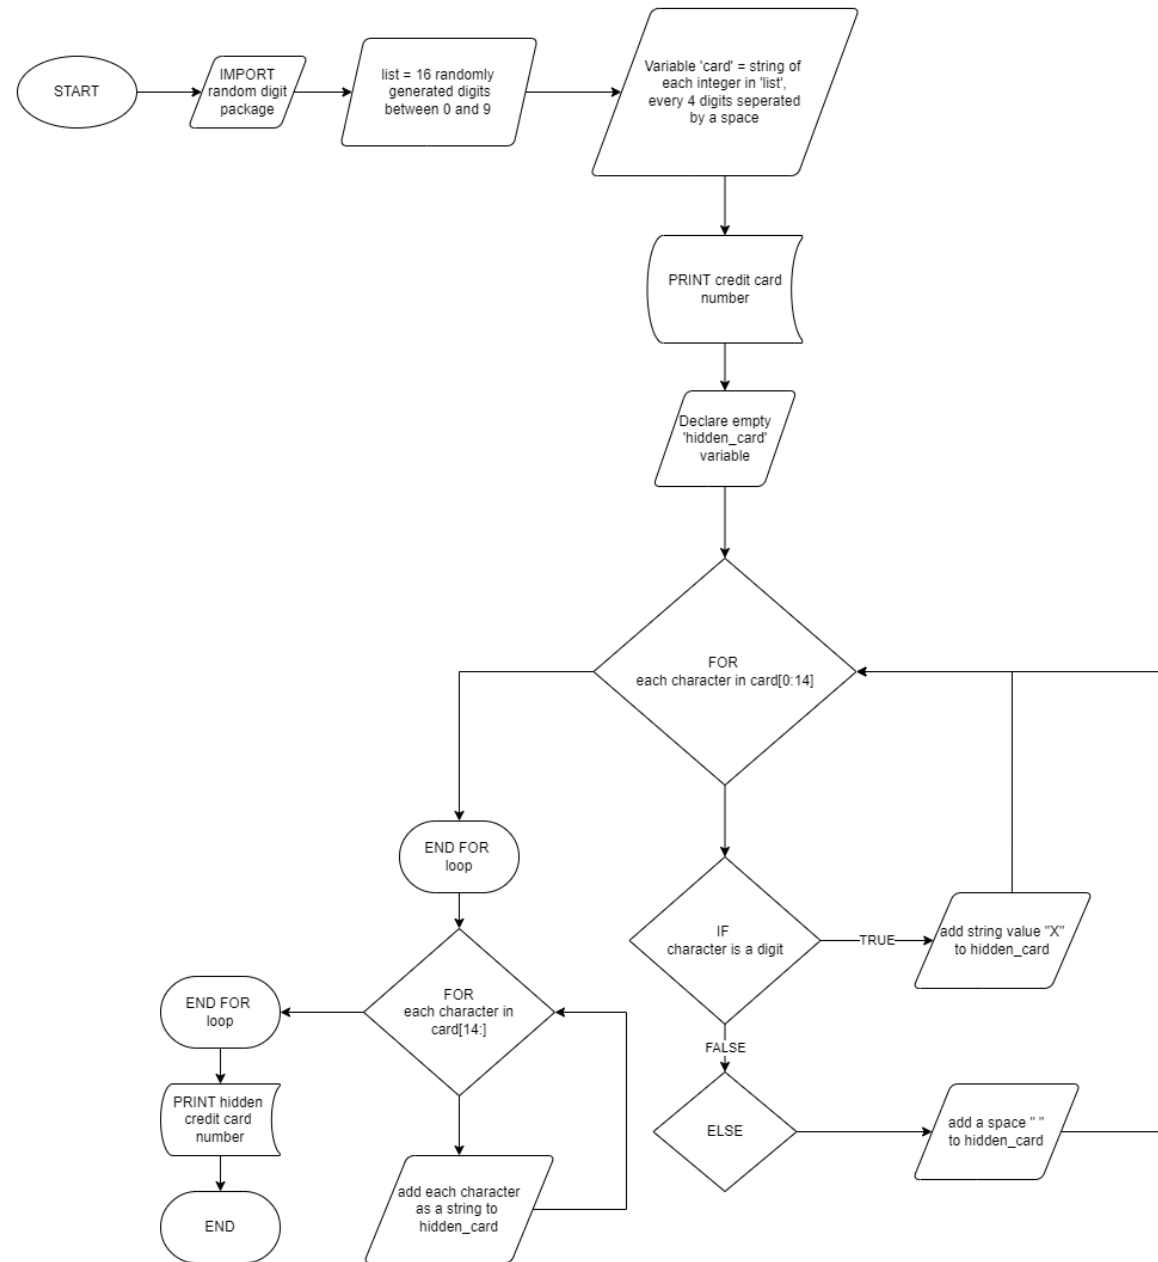 START
IMPORT
random digit
package
list = 16 randomly
generated digits
between 0 and 9
Variable 'card' = string of
each integer in 'list',
every 4 digits seperated
by a space
PRINT credit card
number
Declare empty
'hidden_card'
variable
FOR
each character in card[0:14]
END FOR
loop
IF
character is a digit
TRUE
add string value "X"
to hidden_card
FALSE
ELSE
add a space " "
to hidden_card
FOR
each character in
card[14:]
END FOR
loop
add each character
as a string to
hidden_card
PRINT hidden
credit card
number
END